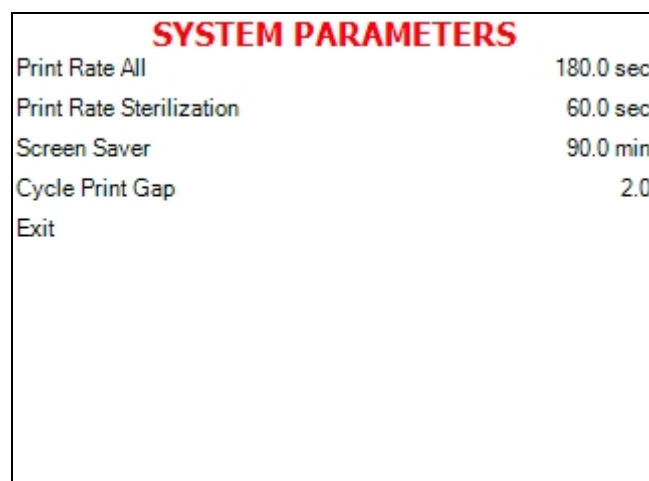 SYSTEM PARAMETERS
Print Rate All 180.0 sec
Print Rate Sterilization 60.0 sec
Screen Saver 90.0 min
Cycle Print Gap 2.0
Exit